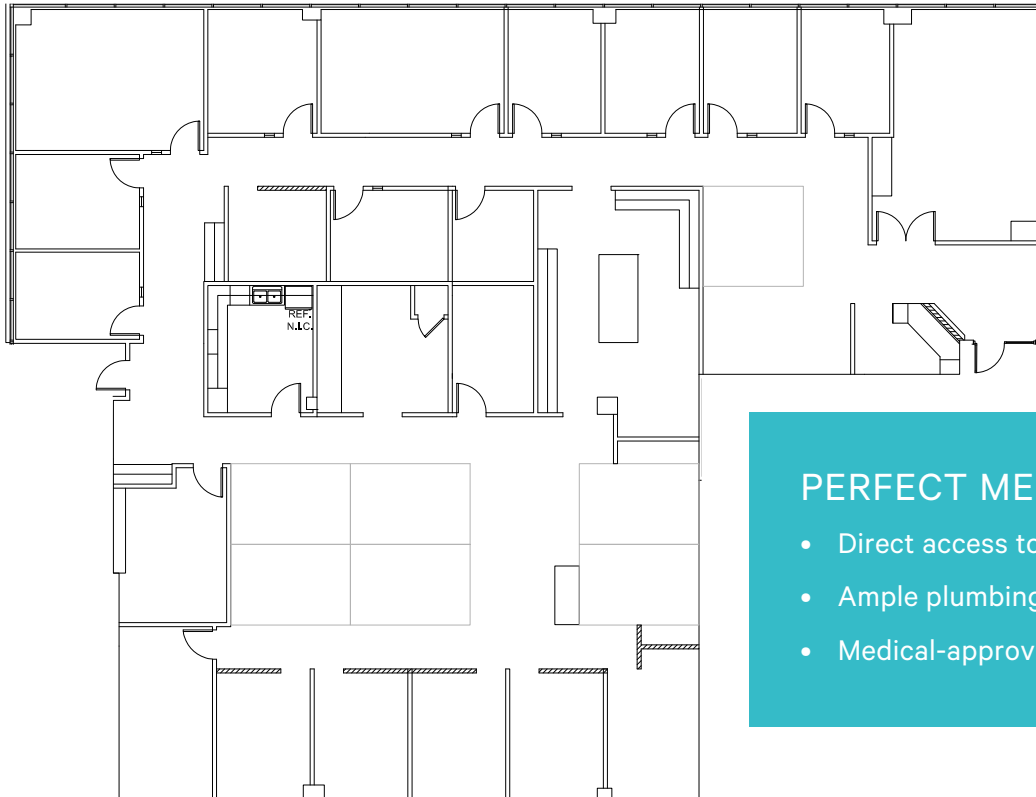 REF.
N.I.C.
PERFECT ME
• Direct access to
• Ample plumbing
• Medical-approv